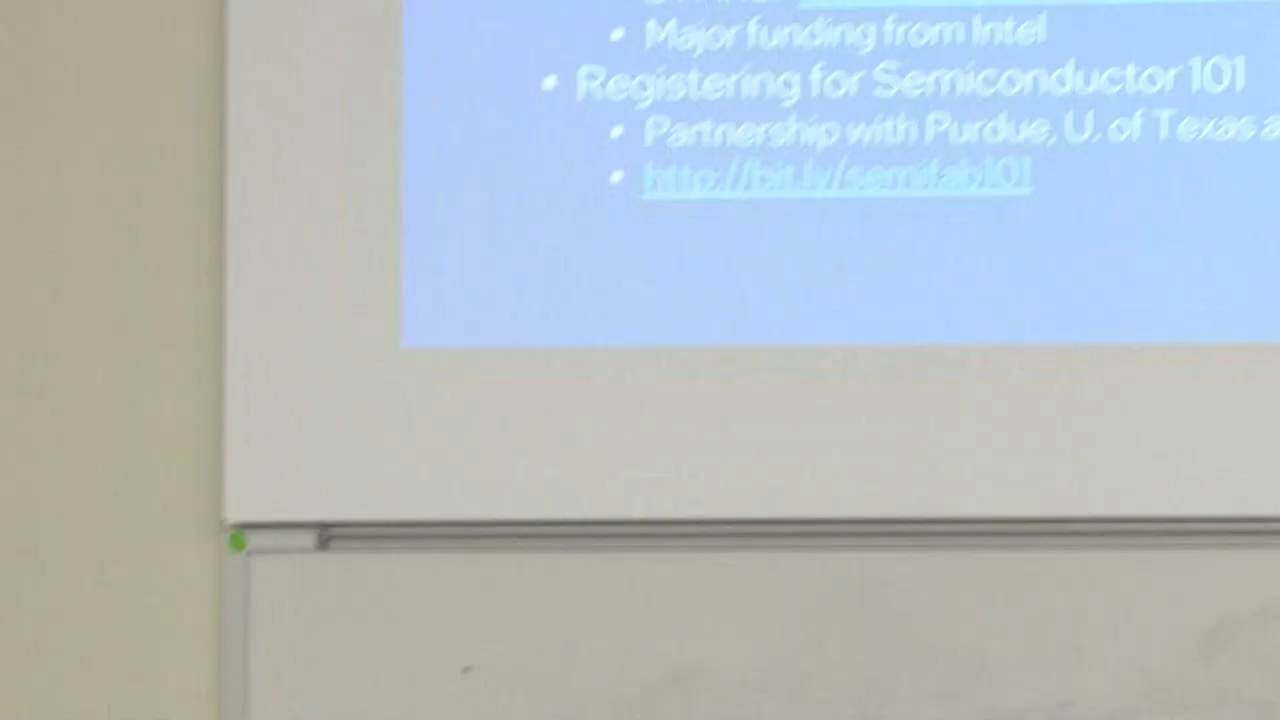 • Major funding from Intel
• Registering for Semiconductor 101
• Partnership with Purdue, U. of Texas
• http://bit.ly/semifab101